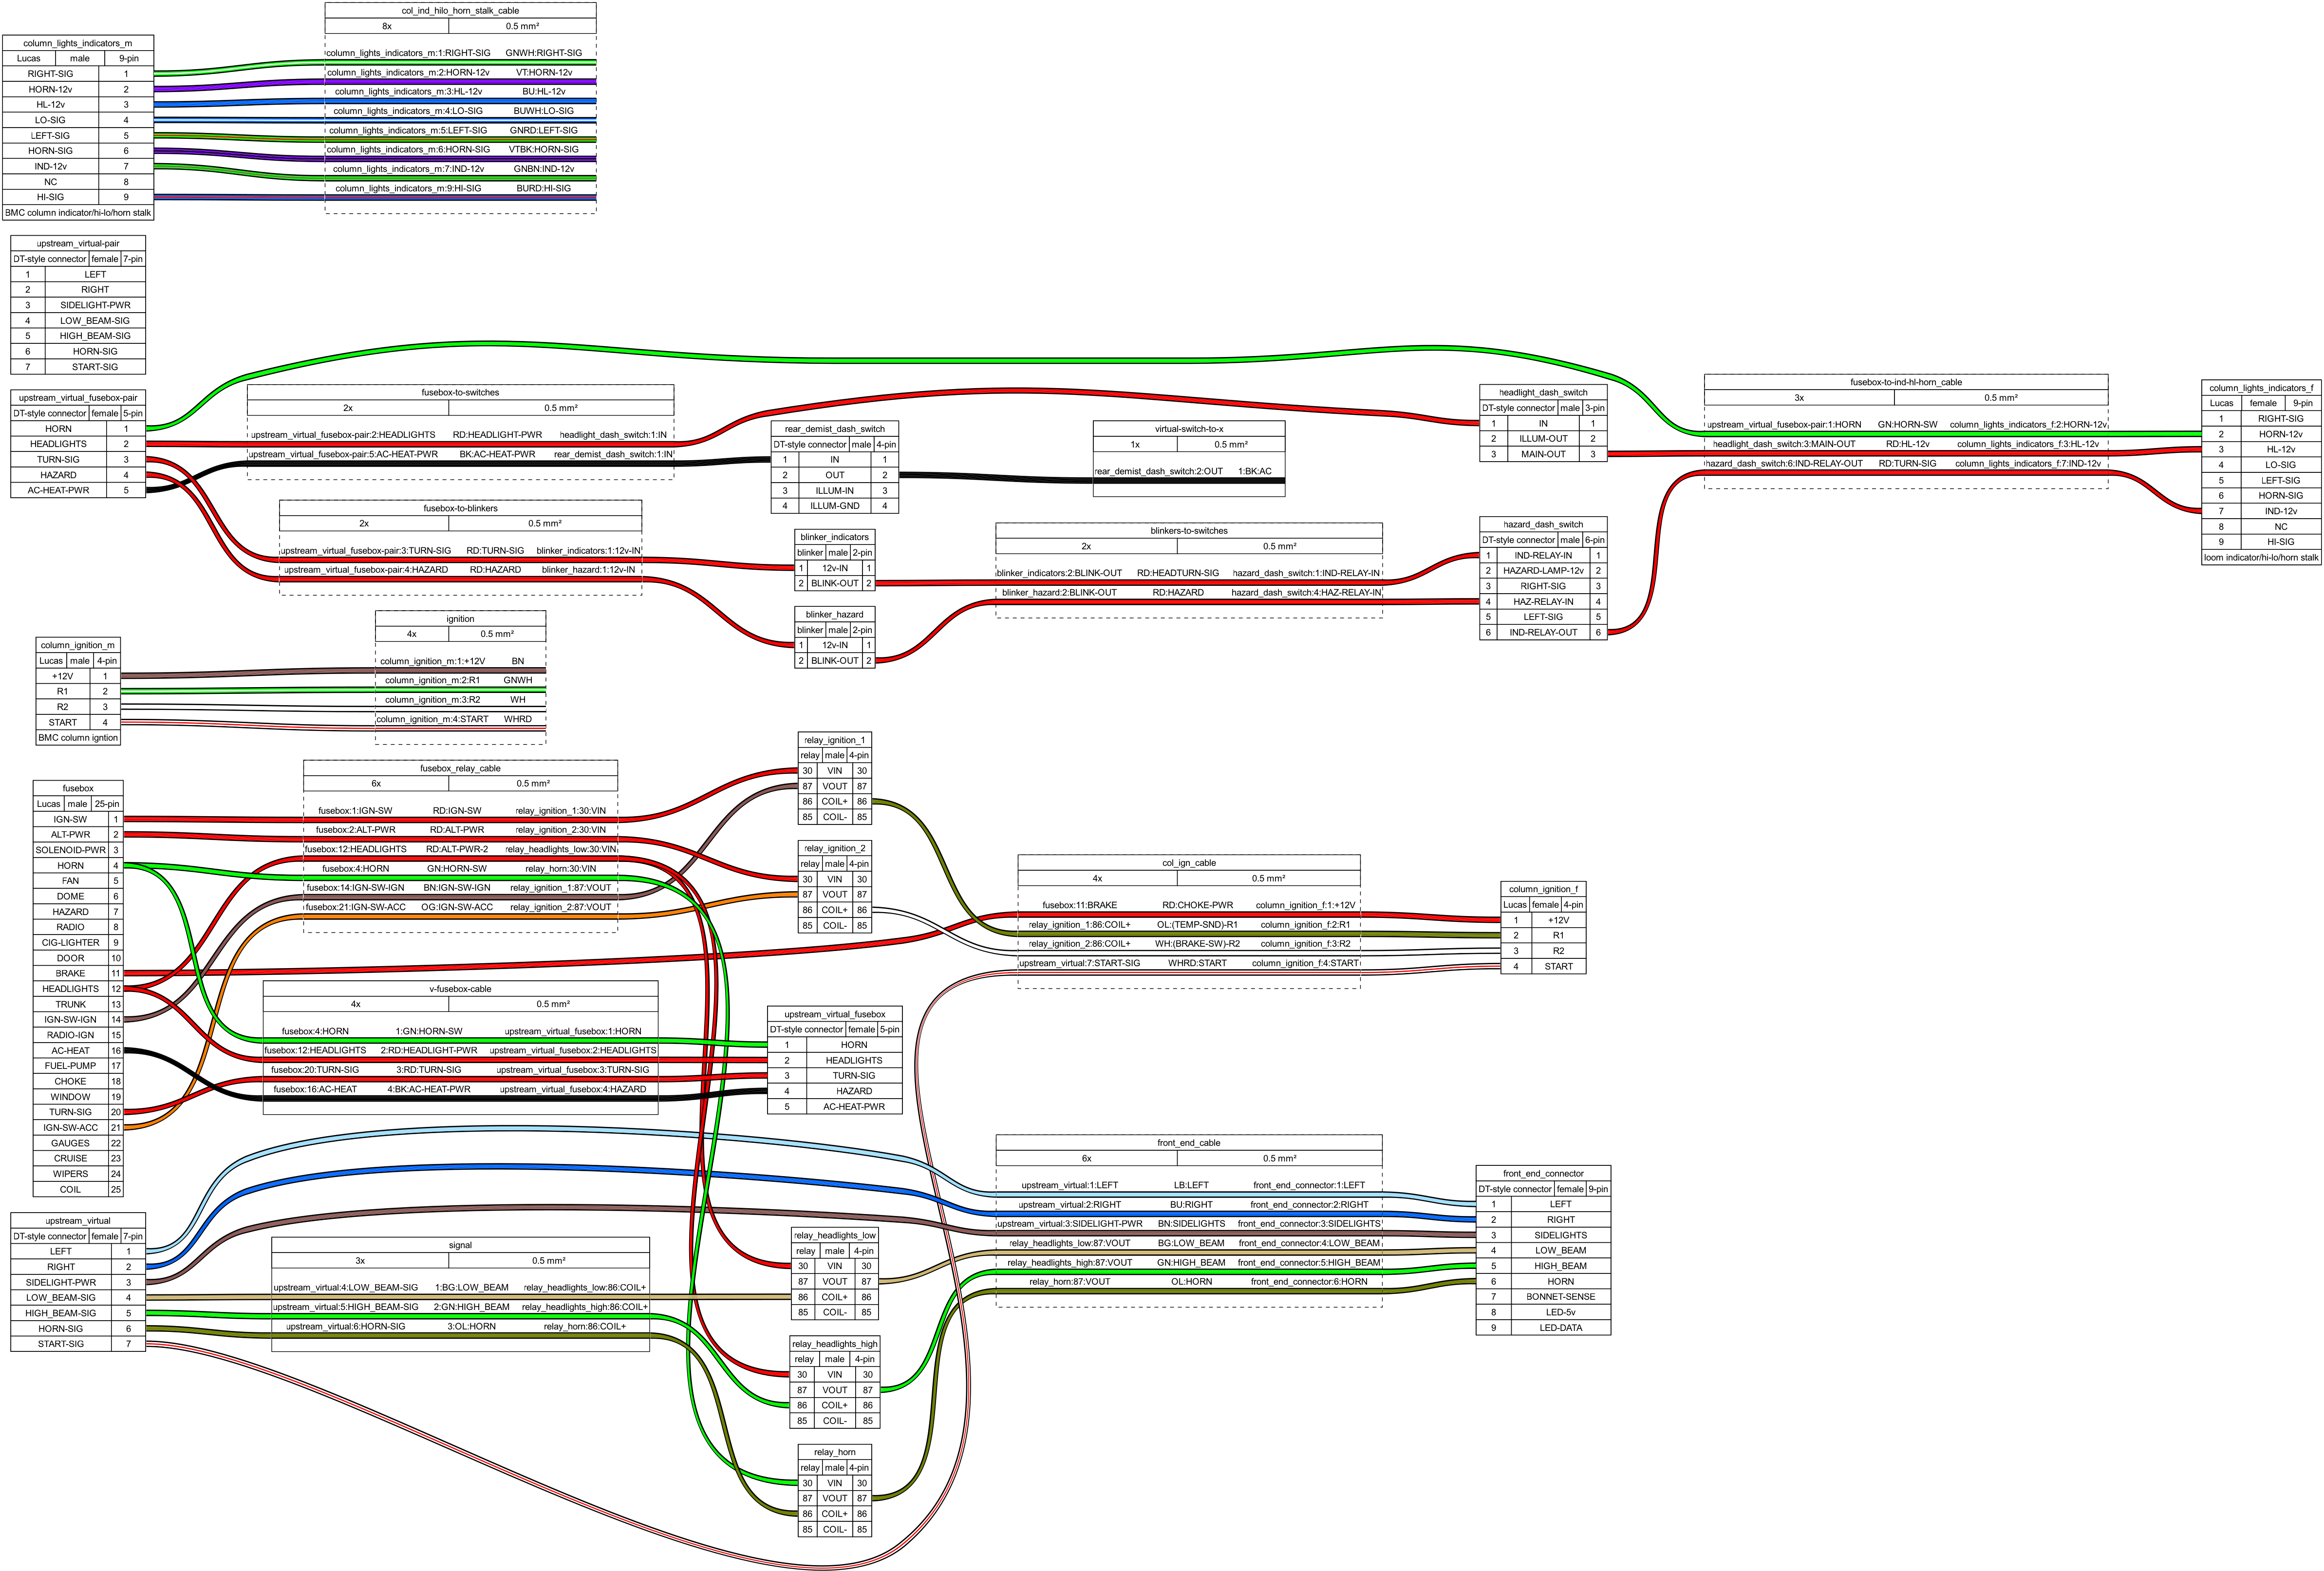 col_ind_hilo_horn_stalk_cable
8x 0.5 mm²
column_lights_indicators_m:1:RIGHT-SIG GNWH:RIGHT-SIG
column_lights_indicators_m:2:HORN-12v VT:HORN-12v
column_lights_indicators_m:3:HL-12v BU:HL-12v
column_lights_indicators_m:4:LO-SIG BUWH:LO-SIG
column_lights_indicators_m:5:LEFT-SIG GNRD:LEFT-SIG
column_lights_indicators_m:6:HORN-SIG VTBK:HORN-SIG
column_lights_indicators_m:7:IND-12v GNBN:IND-12v
column_lights_indicators_m:9:HI-SIG BURD:HI-SIG
column_lights_indicators_m
Lucas male 9-pin
RIGHT-SIG 1
HORN-12v 2
HL-12v 3
LO-SIG 4
LEFT-SIG 5
HORN-SIG 6
IND-12v 7
NC 8
HI-SIG 9
BMC column indicator/hi-lo/horn stalk
upstream_virtual-pair
DT-style connector female 7-pin
1 LEFT
2 RIGHT
3 SIDELIGHT-PWR
4 LOW_BEAM-SIG
5 HIGH_BEAM-SIG
6 HORN-SIG
7 START-SIG
upstream_virtual_fusebox-pair
DT-style connector female 5-pin
HORN 1
HEADLIGHTS 2
TURN-SIG 3
HAZARD 4
AC-HEAT-PWR 5
fusebox-to-switches
2x 0.5 mm²
upstream_virtual_fusebox-pair:2:HEADLIGHTS RD:HEADLIGHT-PWR headlight_dash_switch:1:IN
upstream_virtual_fusebox-pair:5:AC-HEAT-PWR BK:AC-HEAT-PWR rear_demist_dash_switch:1:IN
fusebox-to-blinkers
2x 0.5 mm²
upstream_virtual_fusebox-pair:3:TURN-SIG RD:TURN-SIG blinker_indicators:1:12v-IN
upstream_virtual_fusebox-pair:4:HAZARD RD:HAZARD blinker_hazard:1:12v-IN
rear_demist_dash_switch
DT-style connector male 4-pin
1 IN 1
2 OUT 2
3 ILLUM-IN 3
4 ILLUM-GND 4
blinker_indicators
blinker male 2-pin
1 12v-IN 1
2 BLINK-OUT 2
blinker_hazard
blinker male 2-pin
1 12v-IN 1
2 BLINK-OUT 2
virtual-switch-to-x
1x 0.5 mm²
rear_demist_dash_switch:2:OUT 1:BK:AC
blinkers-to-switches
2x 0.5 mm²
blinker_indicators:2:BLINK-OUT RD:HEADTURN-SIG hazard_dash_switch:1:IND-RELAY-IN
blinker_hazard:2:BLINK-OUT RD:HAZARD hazard_dash_switch:4:HAZ-RELAY-IN
headlight_dash_switch
DT-style connector male 3-pin
1 IN 1
2 ILLUM-OUT 2
3 MAIN-OUT 3
hazard_dash_switch
DT-style connector male 6-pin
1 IND-RELAY-IN 1
2 HAZARD-LAMP-12v 2
3 RIGHT-SIG 3
4 HAZ-RELAY-IN 4
5 LEFT-SIG 5
6 IND-RELAY-OUT 6
fusebox-to-ind-hl-horn_cable
3x 0.5 mm²
upstream_virtual_fusebox-pair:1:HORN GN:HORN-SW column_lights_indicators_f:2:HORN-12v
headlight_dash_switch:3:MAIN-OUT RD:HL-12v column_lights_indicators_f:3:HL-12v
hazard_dash_switch:6:IND-RELAY-OUT RD:TURN-SIG column_lights_indicators_f:7:IND-12v
column_lights_indicators_f
Lucas female 9-pin
1 RIGHT-SIG
2 HORN-12v
3 HL-12v
4 LO-SIG
5 LEFT-SIG
6 HORN-SIG
7 IND-12v
8 NC
9 HI-SIG
loom indicator/hi-lo/horn stalk
column_ignition_m
Lucas male 4-pin
+12V 1
R1 2
R2 3
START 4
BMC column igntion
ignition
4x 0.5 mm²
column_ignition_m:1:+12V BN
column_ignition_m:2:R1 GNWH
column_ignition_m:3:R2 WH
column_ignition_m:4:START WHRD
fusebox
Lucas male 25-pin
IGN-SW 1
ALT-PWR 2
SOLENOID-PWR 3
HORN 4
FAN 5
DOME 6
HAZARD 7
RADIO 8
CIG-LIGHTER 9
DOOR 10
BRAKE 11
HEADLIGHTS 12
TRUNK 13
IGN-SW-IGN 14
RADIO-IGN 15
AC-HEAT 16
FUEL-PUMP 17
CHOKE 18
WINDOW 19
TURN-SIG 20
IGN-SW-ACC 21
GAUGES 22
CRUISE 23
WIPERS 24
COIL 25
fusebox_relay_cable
6x 0.5 mm²
fusebox:1:IGN-SW RD:IGN-SW relay_ignition_1:30:VIN
fusebox:2:ALT-PWR RD:ALT-PWR relay_ignition_2:30:VIN
fusebox:12:HEADLIGHTS RD:ALT-PWR-2 relay_headlights_low:30:VIN
fusebox:4:HORN GN:HORN-SW relay_horn:30:VIN
fusebox:14:IGN-SW-IGN BN:IGN-SW-IGN relay_ignition_1:87:VOUT
fusebox:21:IGN-SW-ACC OG:IGN-SW-ACC relay_ignition_2:87:VOUT
v-fusebox-cable
4x 0.5 mm²
fusebox:4:HORN 1:GN:HORN-SW upstream_virtual_fusebox:1:HORN
fusebox:12:HEADLIGHTS 2:RD:HEADLIGHT-PWR upstream_virtual_fusebox:2:HEADLIGHTS
fusebox:20:TURN-SIG 3:RD:TURN-SIG upstream_virtual_fusebox:3:TURN-SIG
fusebox:16:AC-HEAT 4:BK:AC-HEAT-PWR upstream_virtual_fusebox:4:HAZARD
relay_ignition_1
relay male 4-pin
30 VIN 30
87 VOUT 87
86 COIL+ 86
85 COIL- 85
relay_ignition_2
relay male 4-pin
30 VIN 30
87 VOUT 87
86 COIL+ 86
85 COIL- 85
upstream_virtual_fusebox
DT-style connector female 5-pin
1 HORN
2 HEADLIGHTS
3 TURN-SIG
4 HAZARD
5 AC-HEAT-PWR
col_ign_cable
4x 0.5 mm²
fusebox:11:BRAKE RD:CHOKE-PWR column_ignition_f:1:+12V
relay_ignition_1:86:COIL+ OL:(TEMP-SND)-R1 column_ignition_f:2:R1
relay_ignition_2:86:COIL+ WH:(BRAKE-SW)-R2 column_ignition_f:3:R2
upstream_virtual:7:START-SIG WHRD:START column_ignition_f:4:START
column_ignition_f
Lucas female 4-pin
1 +12V
2 R1
3 R2
4 START
upstream_virtual
DT-style connector female 7-pin
LEFT 1
RIGHT 2
SIDELIGHT-PWR 3
LOW_BEAM-SIG 4
HIGH_BEAM-SIG 5
HORN-SIG 6
START-SIG 7
signal
3x 0.5 mm²
upstream_virtual:4:LOW_BEAM-SIG 1:BG:LOW_BEAM relay_headlights_low:86:COIL+
upstream_virtual:5:HIGH_BEAM-SIG 2:GN:HIGH_BEAM relay_headlights_high:86:COIL+
upstream_virtual:6:HORN-SIG 3:OL:HORN relay_horn:86:COIL+
relay_headlights_low
relay male 4-pin
30 VIN 30
87 VOUT 87
86 COIL+ 86
85 COIL- 85
relay_headlights_high
relay male 4-pin
30 VIN 30
87 VOUT 87
86 COIL+ 86
85 COIL- 85
relay_horn
relay male 4-pin
30 VIN 30
87 VOUT 87
86 COIL+ 86
85 COIL- 85
front_end_cable
6x 0.5 mm²
upstream_virtual:1:LEFT LB:LEFT front_end_connector:1:LEFT
upstream_virtual:2:RIGHT BU:RIGHT front_end_connector:2:RIGHT
upstream_virtual:3:SIDELIGHT-PWR BN:SIDELIGHTS front_end_connector:3:SIDELIGHTS
relay_headlights_low:87:VOUT BG:LOW_BEAM front_end_connector:4:LOW_BEAM
relay_headlights_high:87:VOUT GN:HIGH_BEAM front_end_connector:5:HIGH_BEAM
relay_horn:87:VOUT OL:HORN front_end_connector:6:HORN
front_end_connector
DT-style connector female 9-pin
1 LEFT
2 RIGHT
3 SIDELIGHTS
4 LOW_BEAM
5 HIGH_BEAM
6 HORN
7 BONNET-SENSE
8 LED-5v
9 LED-DATA